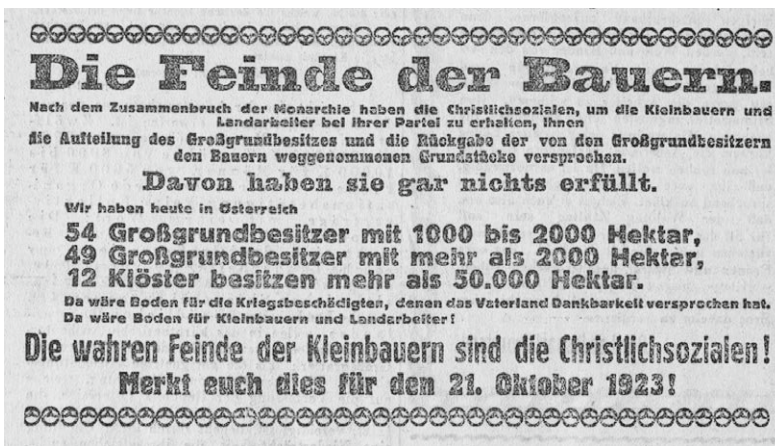 Die Feinde der Bauern.
Nach dem Zusammenbruch der Monarchie haben die Christlichsozialen, um die Kleinbauern und
Landarbeiter bei ihrer Partei zu erhalten, ihnen
die Aufteilung des Großgrundbesitzes und die Rückgabe der von den Großgrundbesitzern
den Bauern weggenommenen Grundstücke versprochen.
Davon haben sie gar nichts erfüllt.
Wir haben heute in Österreich
54 Großgrundbesitzer mit 1000 bis 2000 Hektar,
49 Großgrundbesitzer mit mehr als 2000 Hektar,
12 Klöster besitzen mehr als 50.000 Hektar.
Da wäre Boden für die Kriegsbeschädigten, denen das Vaterland Dankbarkeit versprochen hat.
Da wäre Boden für Kleinbauern und Landarbeiter!
Die wahren Feinde der Kleinbauern sind die Christlichsozialen!
Merkt euch dies für den 21. Oktober 1923!